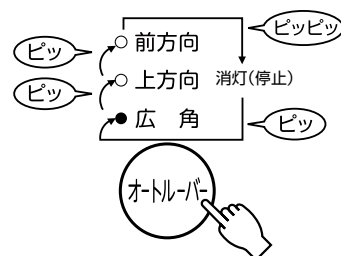 ピッピッ
ピッ
○ 前方向
ピッ
○ 上方向
消灯(停止)
● 広 角
ピッ
オートルーバー